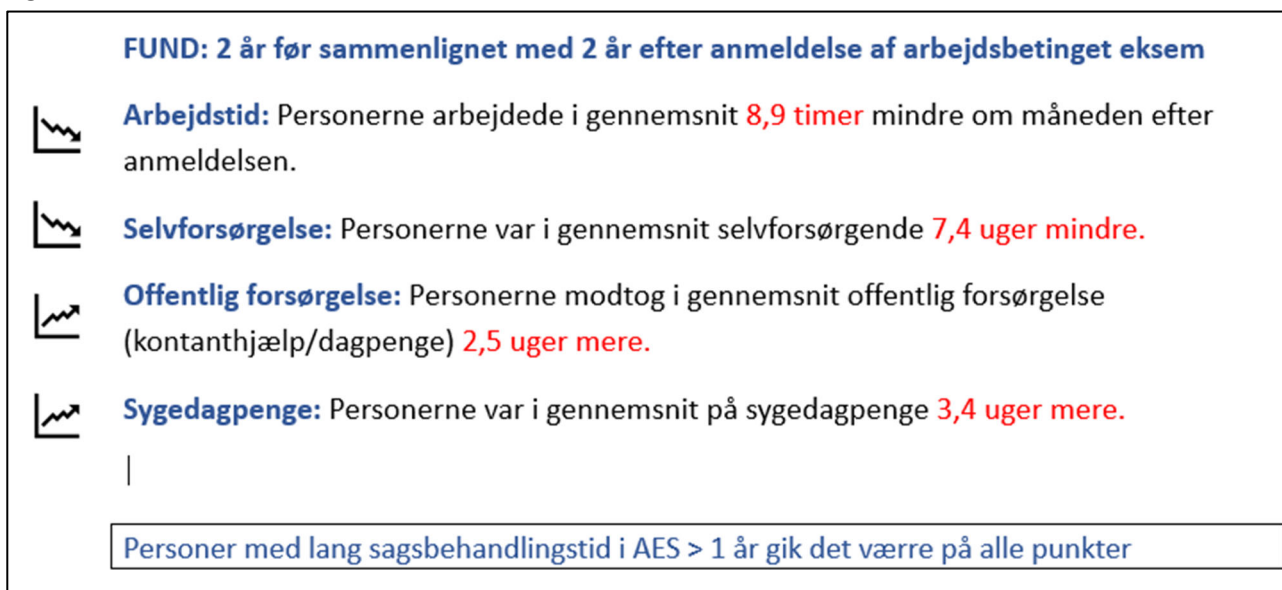 FUND: 2 år før sammenlignet med 2 år efter anmeldelse af arbejdsbetinget eksem
Arbejdstid: Personerne arbejdede i gennemsnit 8,9 timer mindre om måneden efter
anmeldelsen.
Selvforsørgelse: Personerne var i gennemsnit selvforsørgende 7,4 uger mindre.
Offentlig forsørgelse: Personerne modtog i gennemsnit offentlig forsørgelse
(kontanthjælp/dagpenge) 2,5 uger mere.
Sygedagpenge: Personerne var i gennemsnit på sygedagpenge 3,4 uger mere.
Personer med lang sagsbehandlingstid i AES > 1 år gik det værre på alle punkter